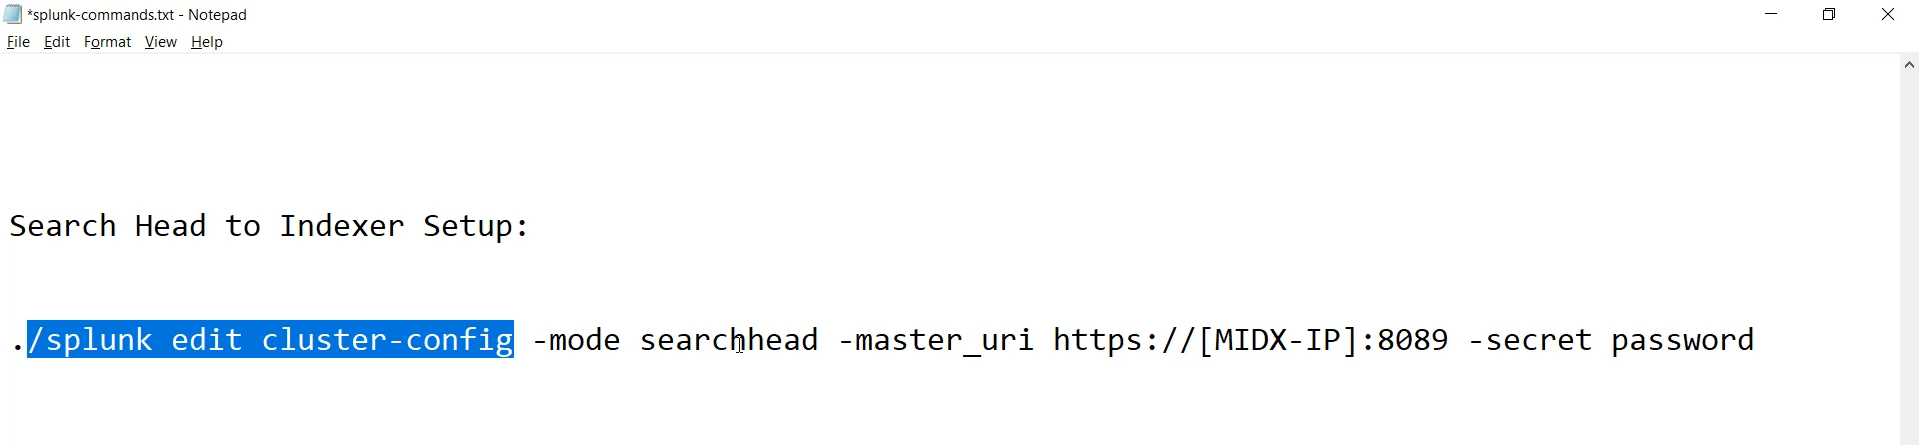 *splunk-commands.txt - Notepad
File Edit Format View Help
Search Head to Indexer Setup:
./splunk edit cluster-config -mode searchhead -master_uri https://[MIDX-IP]:8089 -secret password